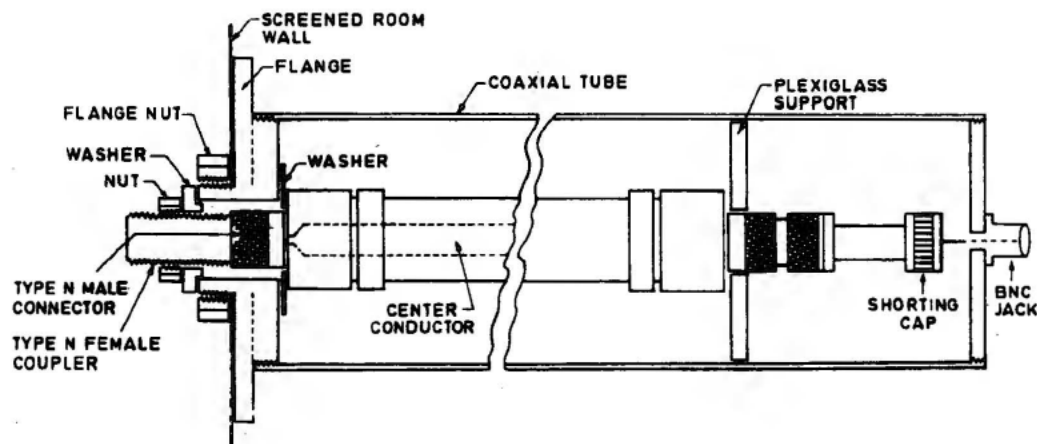 SCREENED ROOM
WALL
FLANGE
COAXIAL TUBE
PLEXIGLASS
SUPPORT
FLANGE NUT
WASHER
NUT
WASHER
TYPE N MALE
CONNECTOR
TYPE N FEMALE
COUPLER
CENTER
CONDUCTOR
SHORTING
CAP
BNC
JACK